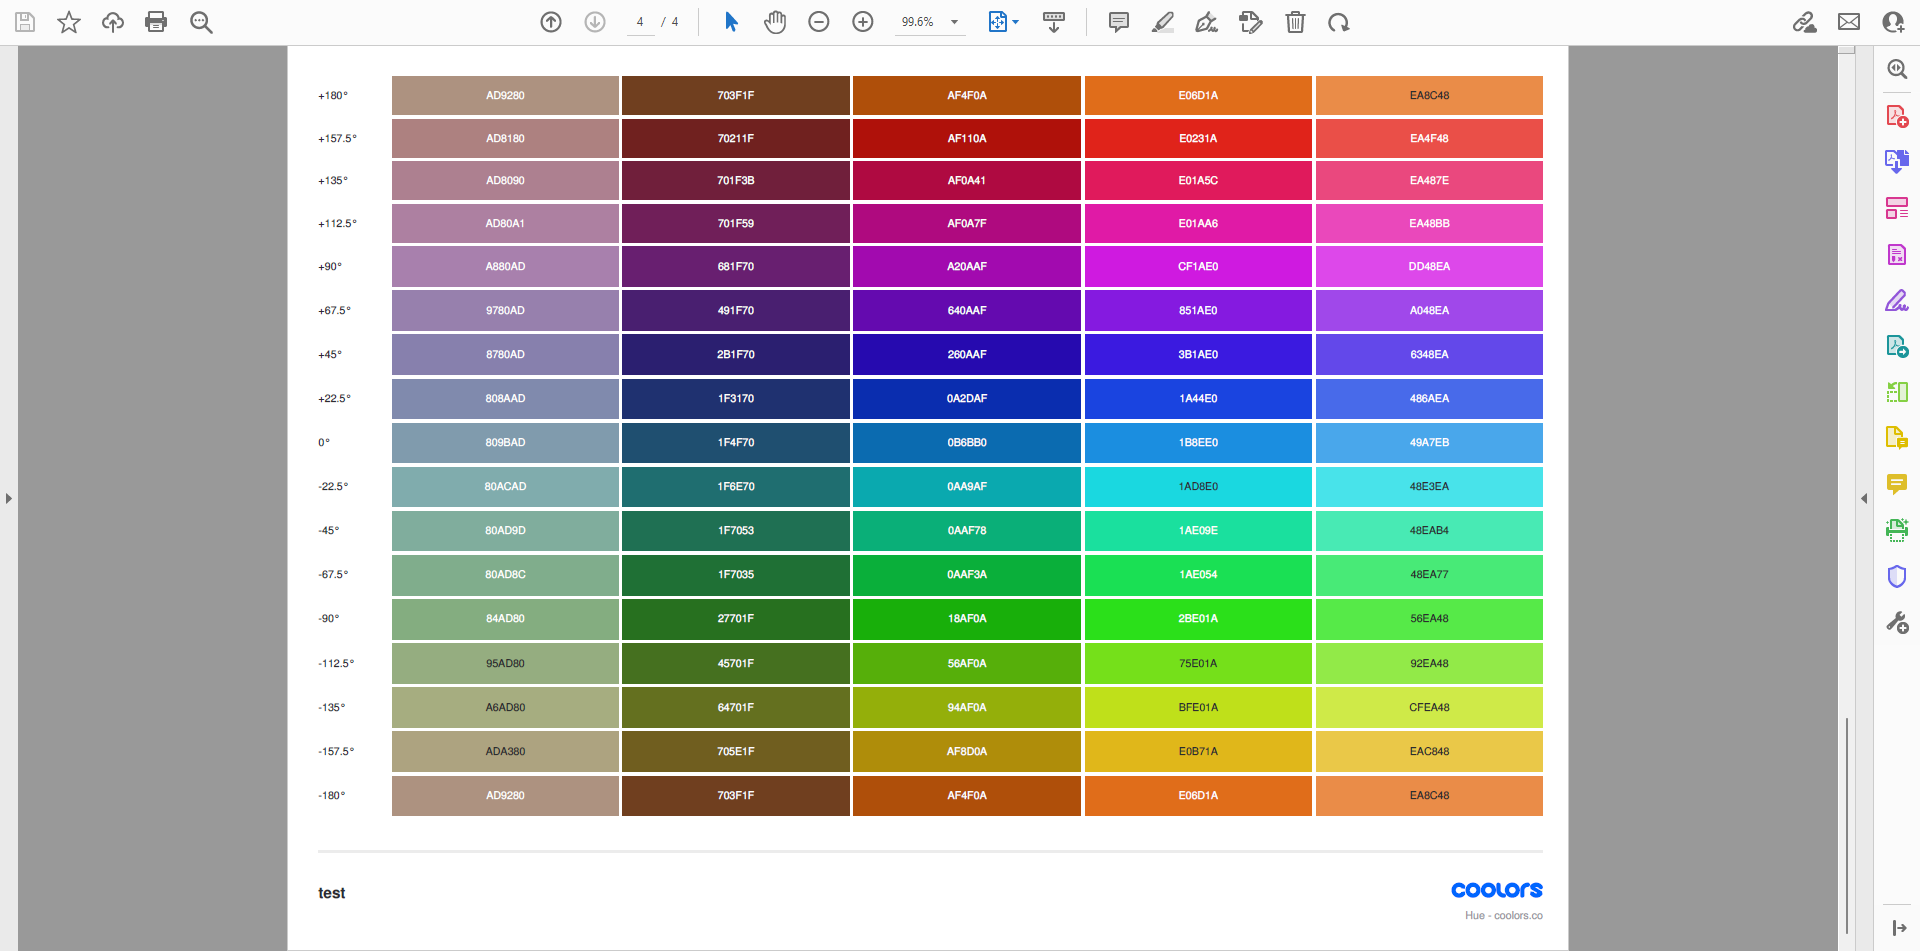 4 / 4 99.6%
+180° AD9280 703F1F AF4F0A E06D1A EA8C48
+157.5° AD8180 70211F AF110A E0231A EA4F48
+135° AD8090 701F3B AF0A41 E01A5C EA487E
+112.5° AD80A1 701F59 AF0A7F E01AA6 EA48BB
+90° A880AD 681F70 A20AAF CF1AE0 DD48EA
+67.5° 9780AD 491F70 640AAF 851AE0 A048EA
+45° 8780AD 2B1F70 260AAF 3B1AE0 6348EA
+22.5° 808AAD 1F3170 0A2DAF 1A44E0 486AEA
0° 809BAD 1F4F70 0B6BB0 1B8EE0 49A7EB
-22.5° 80ACAD 1F6E70 0AA9AF 1AD8E0 48E3EA
-45° 80AD9D 1F7053 0AAF78 1AE09E 48EAB4
-67.5° 80AD8C 1F7035 0AAF3A 1AE054 48EA77
-90° 84AD80 27701F 18AF0A 2BE01A 56EA48
-112.5° 95AD80 45701F 56AF0A 75E01A 92EA48
-135° A6AD80 64701F 94AF0A BFE01A CFEA48
-157.5° ADA380 705E1F AF8D0A E0B71A EAC848
-180° AD9280 703F1F AF4F0A E06D1A EA8C48
test coolors
Hue - coolors.co